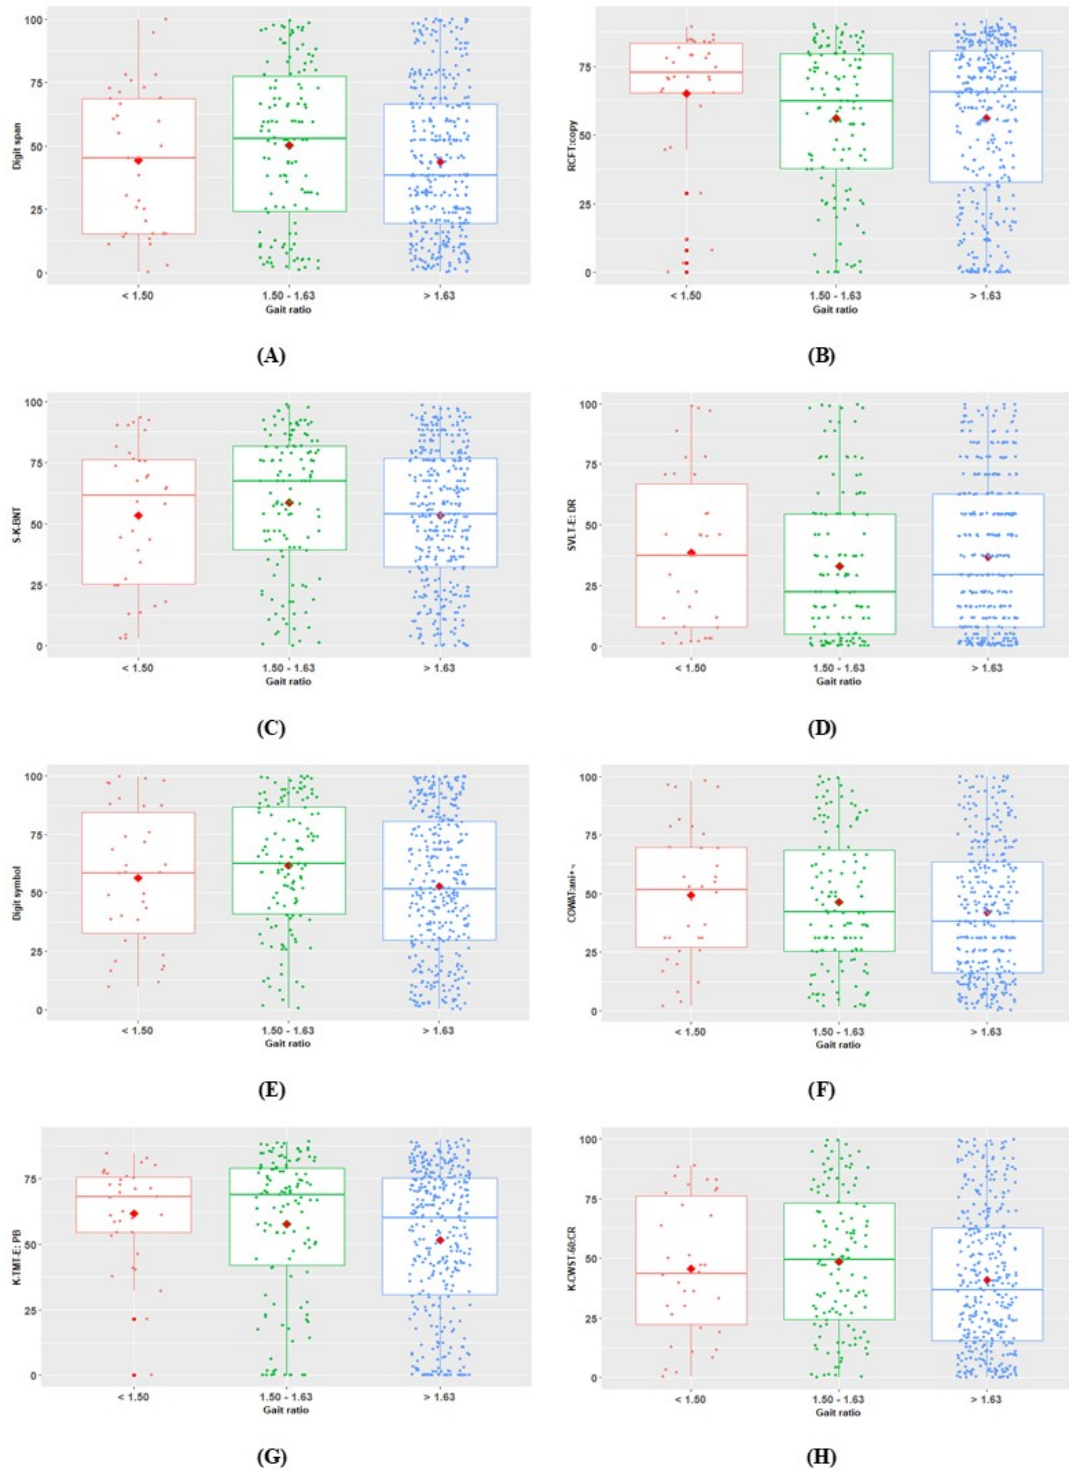 100
75
50
25
0
Digit span
< 1.50
1.50 - 1.63
> 1.63
Gait ratio
(A)
75
50
25
0
RCFT:copy
< 1.50
1.50 - 1.63
> 1.63
Gait ratio
(B)
100
75
50
25
0
S-K-BNT
< 1.50
1.50 - 1.63
> 1.63
Gait ratio
(C)
100
75
50
25
0
SVLT-E: DR
< 1.50
1.50 - 1.63
> 1.63
Gait ratio
(D)
100
75
50
25
0
Digit symbol
< 1.50
1.50 - 1.63
> 1.63
Gait ratio
(E)
100
75
50
25
0
< 1.50
1.50 - 1.63
> 1.63
Gait ratio
(F)
75
50
25
0
K-TMT-E: PB
< 1.50
1.50 - 1.63
> 1.63
Gait ratio
(G)
100
75
50
25
0
K-CWST-60:CR
< 1.50
1.50 - 1.63
> 1.63
Gait ratio
(H)